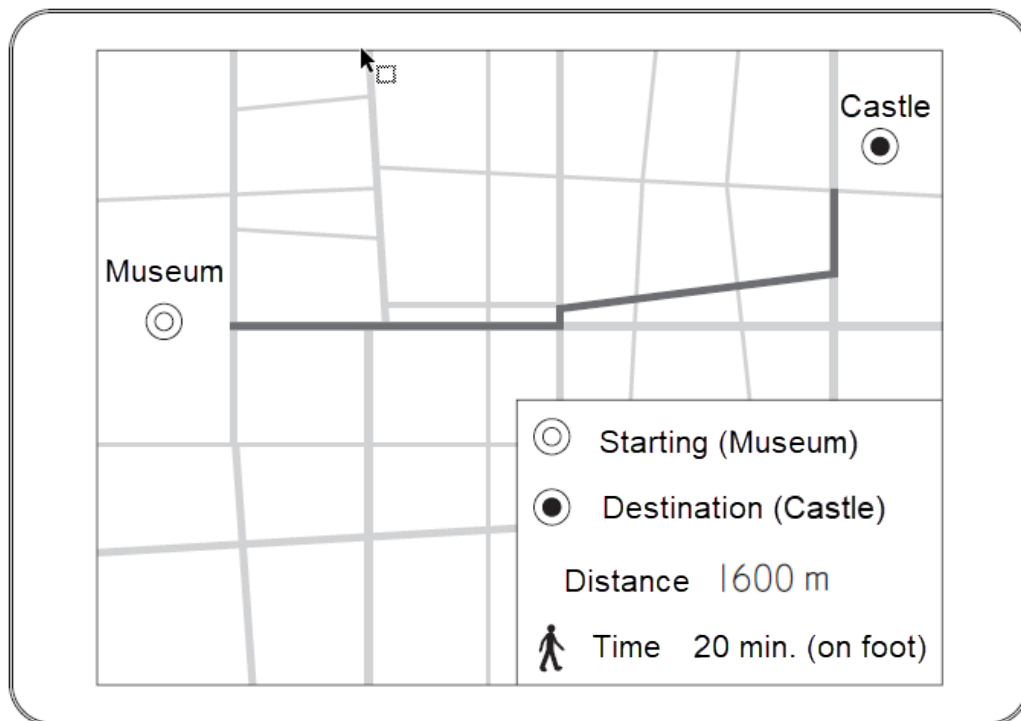 Castle
Museum
Starting (Museum)
Destination (Castle)
Distance 1600 m
Time 20 min. (on foot)